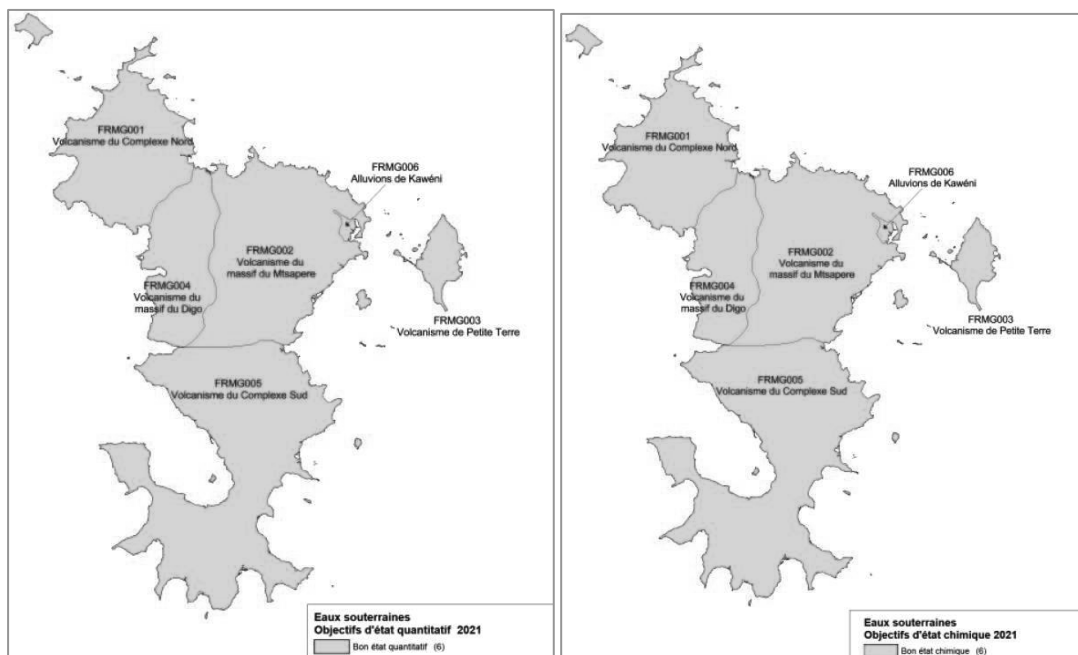 FRMG001
Volcanisme du Complexe Nord
FRMG006
Alluvions de Kawéni
FRMG002
Volcanisme du
massif du Mtsapere
FRMG004
Volcanisme du
massif du Digo
FRMG003
Volcanisme de Petite Terre
FRMG005
Volcanisme du Complexe Sud
Eaux souterraines
Objectifs d'état quantitatif 2021
Bon état quantitatif (6)
FRMG001
Volcanisme du Complexe Nord
FRMG006
Alluvions de Kawéni
FRMG002
Volcanisme du
massif du Mtsapere
FRMG004
Volcanisme du
massif du Digo
FRMG003
Volcanisme de Petite Terre
FRMG005
Volcanisme du Complexe Sud
Eaux souterraines
Objectifs d'état chimique 2021
Bon état chimique (6)